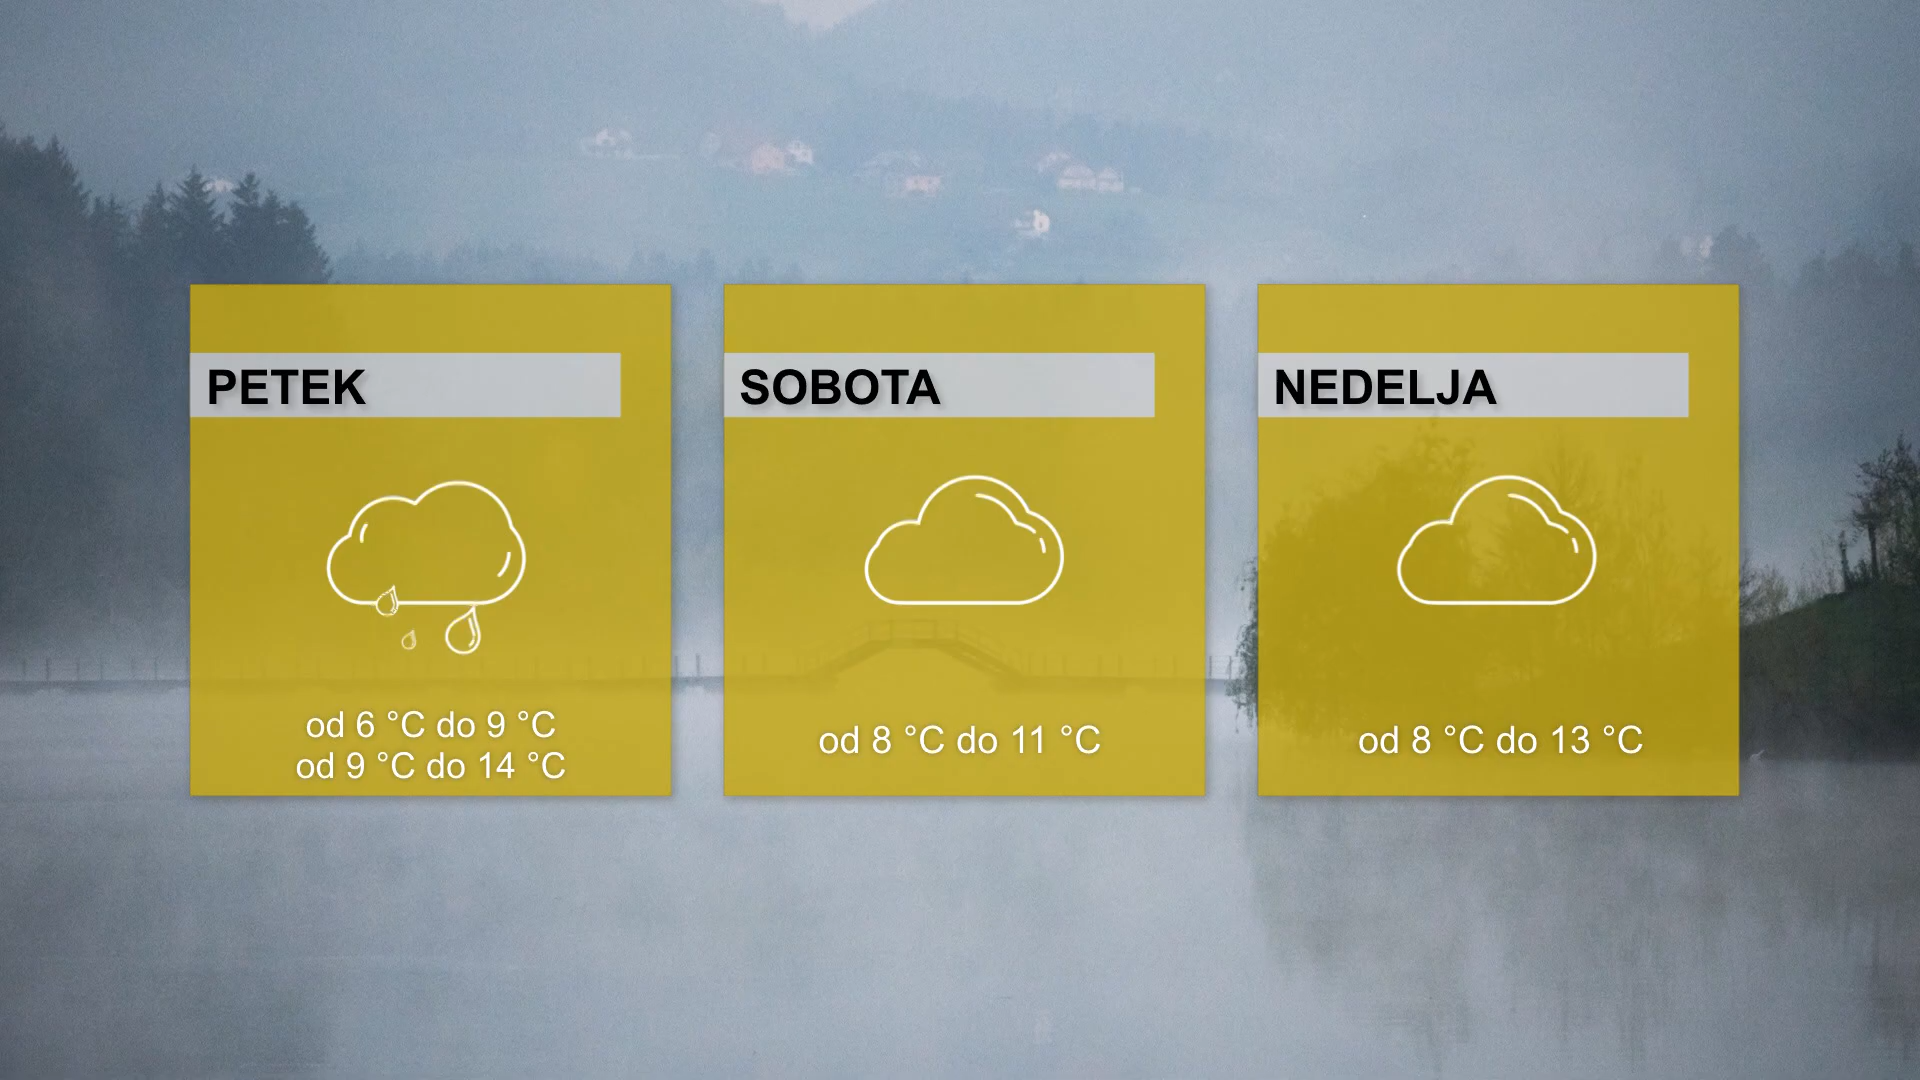 PETEK
od 6 °C do 9 °C
od 9 °C do 14 °C
SOBOTA
od 8 °C do 11 °C
NEDELJA
od 8 °C do 13 °C